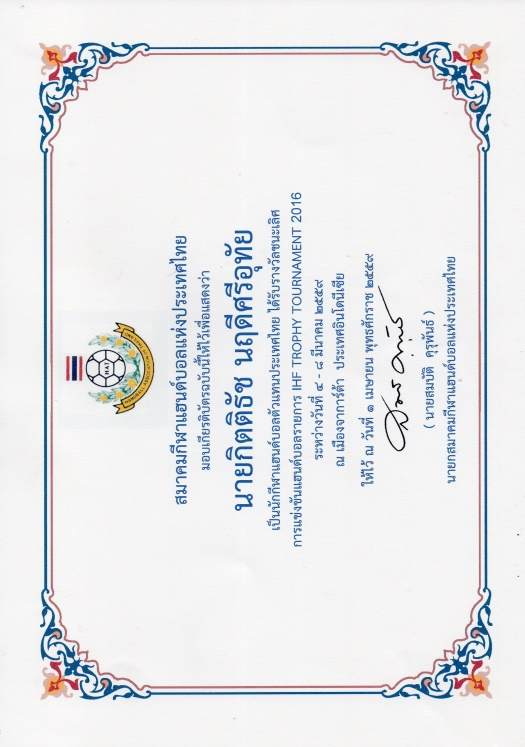 HAT
สมาคมกีฬาแฮนด์บอลแห่งประเทศไทย
มอบเกียรติบัตรฉบับนี้ให้ไว้เพื่อแสดงว่า
นายกิตติธัช นฤดีศรีอุทัย
เป็นนักกีฬาแฮนด์บอลตัวแทนประเทศไทย ได้รับรางวัลชนะเลิศ
การแข่งขันแฮนด์บอลรายการ IHF TROPHY TOURNAMENT 2016
ระหว่างวันที่ ๔ - ๘ มีนาคม ๒๕๕๙
ณ เมืองจาการ์ต้า ประเทศอินโดนีเซีย
ให้ไว้ ณ วันที่ ๑ เมษายน พุทธศักราช ๒๕๕๙
( นายสมบัติ คุรุพันธ์ )
นายกสมาคมกีฬาแฮนด์บอลแห่งประเทศไทย